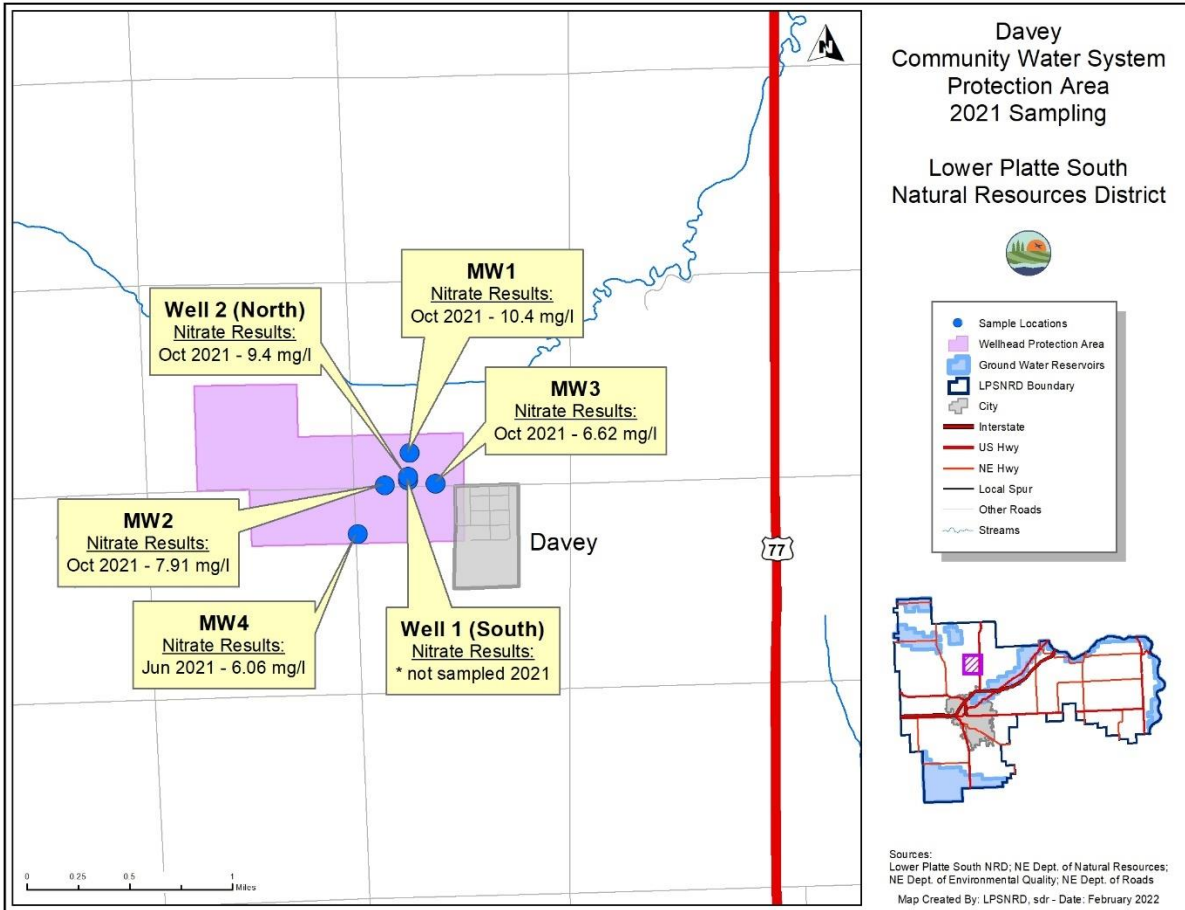 Davey
Community Water System
Protection Area
2021 Sampling
Lower Platte South
Natural Resources District
N
MW1
Nitrate Results:
Oct 2021 - 10.4 mg/l
Well 2 (North)
Nitrate Results:
Oct 2021 - 9.4 mg/l
MW3
Nitrate Results:
Oct 2021 - 6.62 mg/l
MW2
Nitrate Results:
Oct 2021 - 7.91 mg/l
MW4
Nitrate Results:
Jun 2021 - 6.06 mg/l
Well 1 (South)
Nitrate Results:
* not sampled 2021
Davey
77
0 0.25 0.5 1
Miles
Sample Locations
Wellhead Protection Area
Ground Water Reservoirs
LPSNRD Boundary
City
Interstate
US Hwy
NE Hwy
Local Spur
Other Roads
Streams
Sources:
Lower Platte South NRD; NE Dept. of Natural Resources;
NE Dept. of Environmental Quality; NE Dept. of Roads
Map Created By: LPSNRD, sdr - Date: February 2022